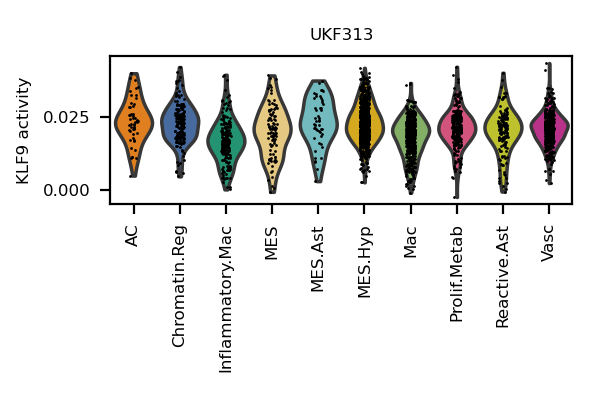 UKF313
KLF9 activity
0.025
0.000
AC
Chromatin.Reg
Inflammatory.Mac
MES
MES.Ast
MES.Hyp
Mac
Prolif.Metab
Reactive.Ast
Vasc